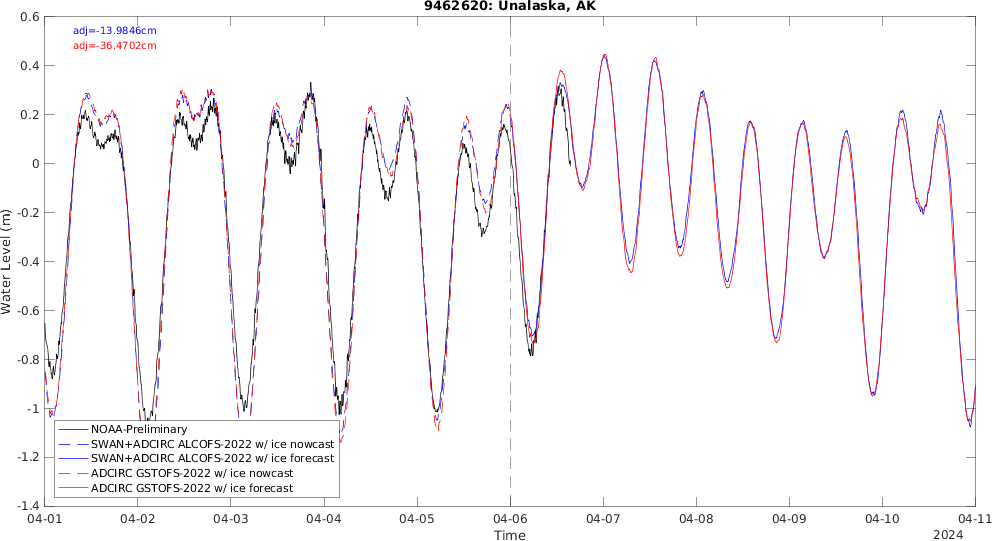 9462620: Unalaska, AK
adj=-13.9846cm
adj=-36.4702cm
Water Level (m)
0.6
0.4
0.2
0
-0.2
-0.4
-0.6
-0.8
-1
-1.2
-1.4
NOAA-Preliminary
SWAN+ADCIRC ALCOFS-2022 w/ ice nowcast
SWAN+ADCIRC ALCOFS-2022 w/ ice forecast
ADCIRC GSTOFS-2022 w/ ice nowcast
ADCIRC GSTOFS-2022 w/ ice forecast
04-01 04-02 04-03 04-04 04-05 04-06 04-07 04-08 04-09 04-10 04-11
Time
2024